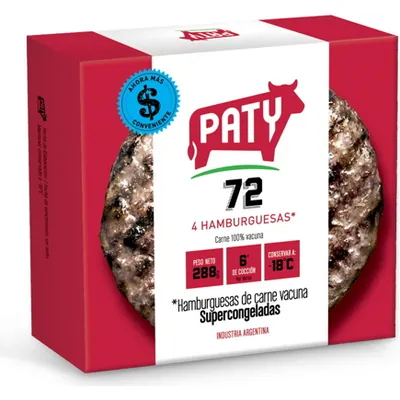 AHORA MÁS
$
CONVENIENTE
PATY
72
4 HAMBURGUESAS*
Carne 100% vacuna
PESO NETO
288g
6'
DE COCCIÓN
CONSERVAR A:
-18°C
*Hamburguesas de carne vacuna
Supercongeladas
INDUSTRIA ARGENTINA